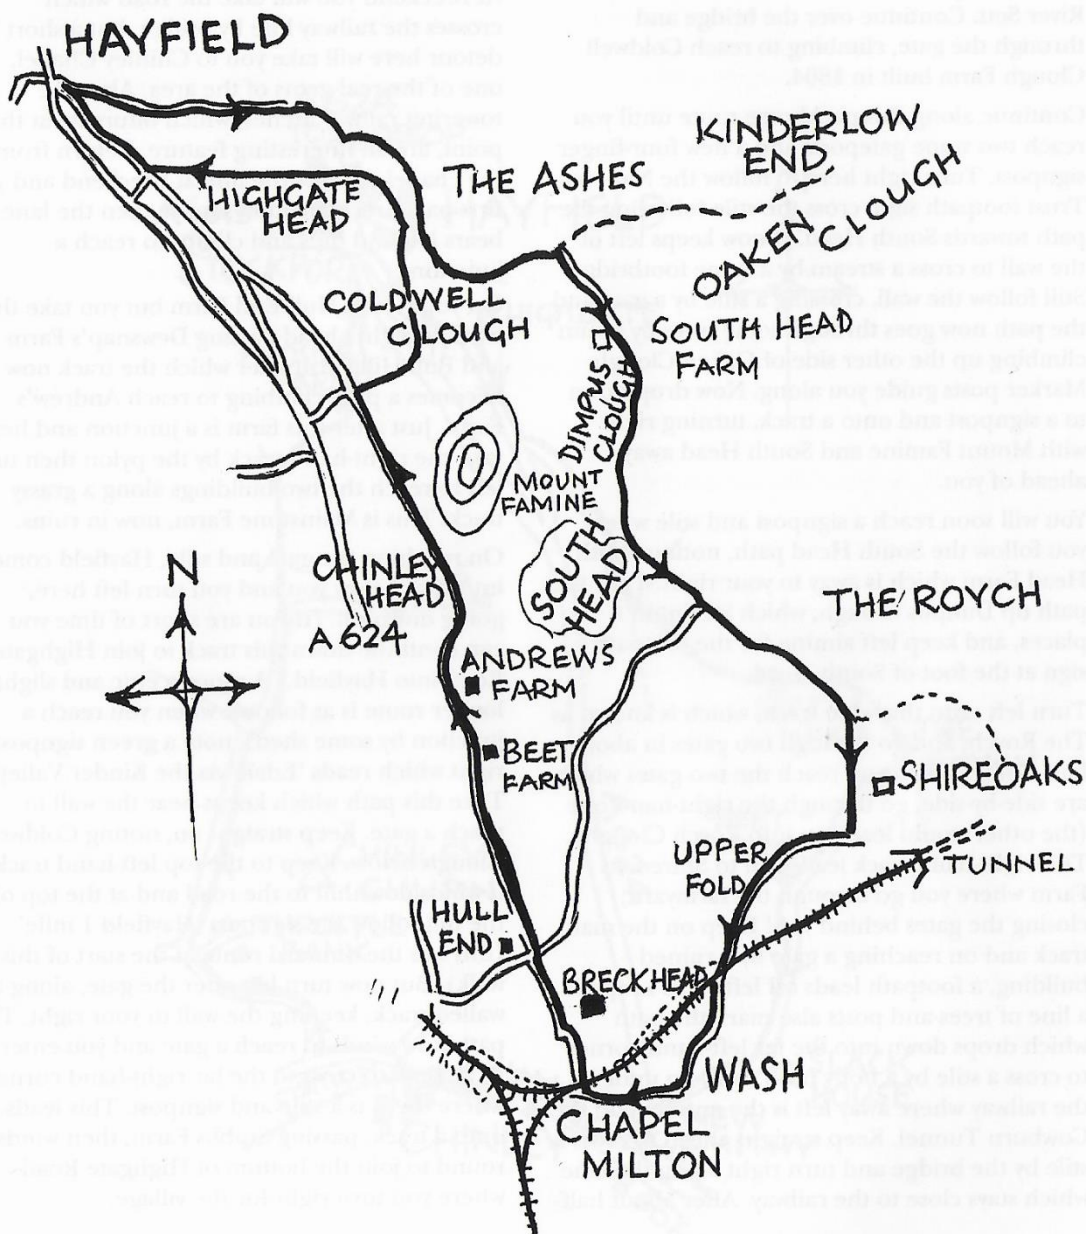 HAYFIELD
KINDERLOW
END
HIGHGATE
HEAD
THE ASHES
OAKEN
CLOUGH
COLDWELL
CLOUGH
SOUTH HEAD
FARM
DIMPUS
CLOUGH
MOUNT
FAMINE
SOUTH
HEAD
N
CHINLEY
HEAD
A 624
THE ROYCH
ANDREWS
FARM
BEET
FARM
SHIREOAKS
UPPER
FOLD
TUNNEL
HULL
END
BRECKHEAD
WASH
CHAPEL
MILTON